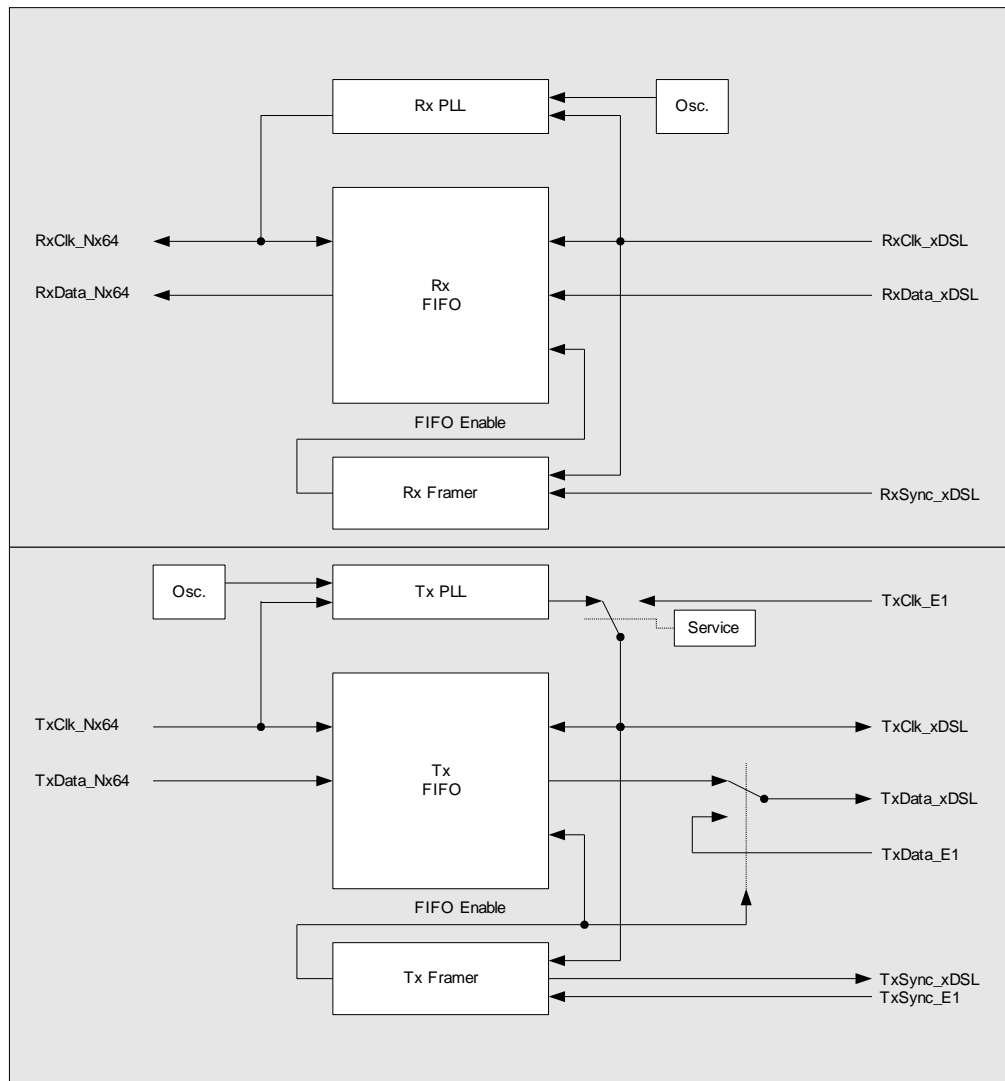 Rx PLL
Osc.
RxClk_Nx64
RxClk_xDSL
RxData_Nx64
Rx
FIFO
RxData_xDSL
FIFO Enable
Rx Framer
RxSync_xDSL
Osc.
Tx PLL
TxClk_E1
Service
TxClk_Nx64
TxClk_xDSL
TxData_Nx64
Tx
FIFO
TxData_xDSL
TxData_E1
FIFO Enable
Tx Framer
TxSync_xDSL
TxSync_E1